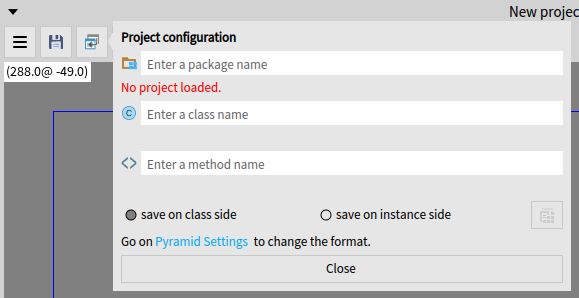 New projec
Project configuration
Enter a package name
(288.0@ -49.0)
No project loaded.
C
Enter a class name
<> Enter a method name
save on class side save on instance side
Go on Pyramid Settings to change the format.
Close